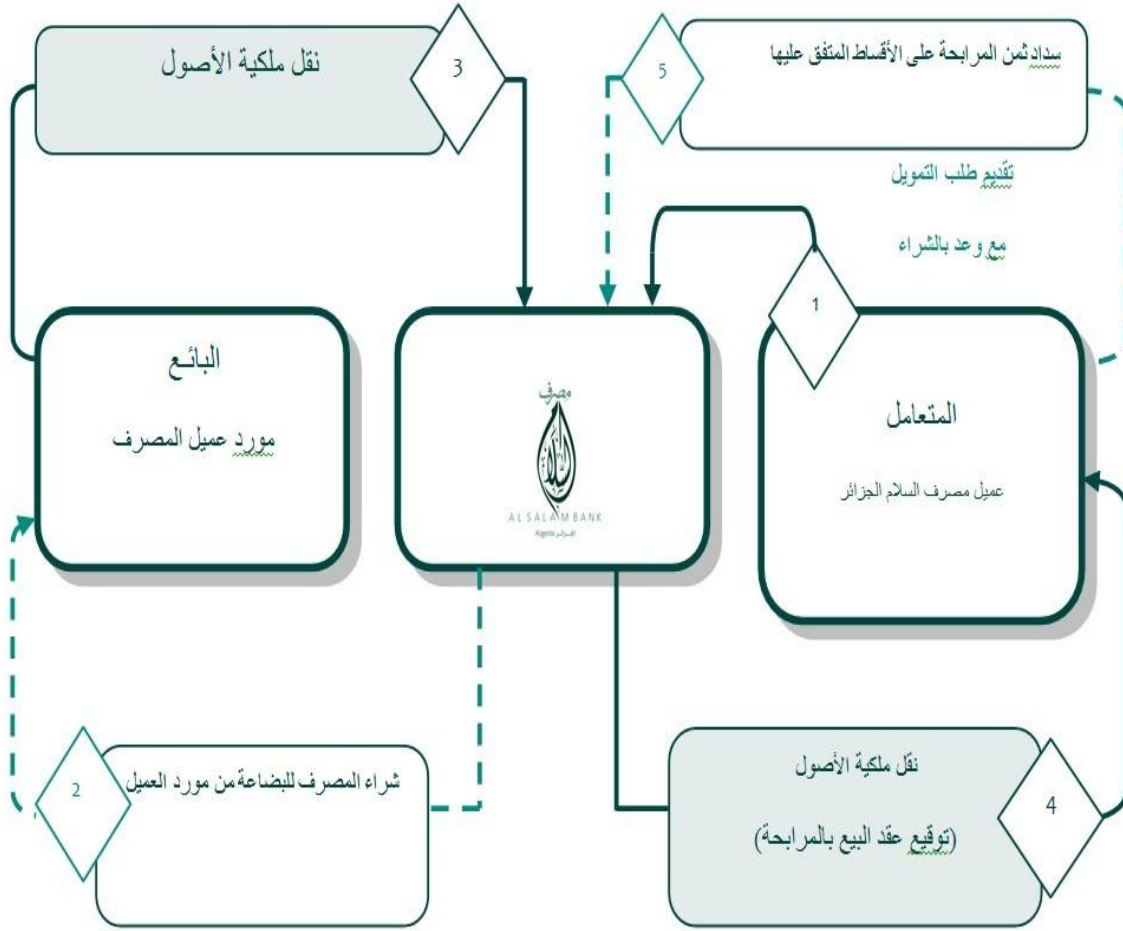 سداد ثمن المرابحة على الأقساط المتفق عليها
5
3
نقل ملكية الأصول
تقديم طلب التمويل
مع وعد بالشراء
1
المتعامل
عميل مصرف السلام الجزائر
مصرف
السلام
AL SALAM BANK
Algeria الجزائر
البائع
مورد عميل المصرف
نقل ملكية الأصول
(توقيع عقد البيع بالمرابحة)
4
شراء المصرف للبضاعة من مورد العميل
2